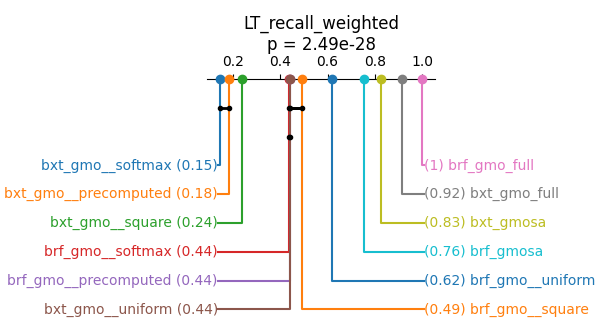 LT_recall_weighted
p = 2.49e-28
0.2 0.4 0.6 0.8 1.0
bxt_gmo__softmax (0.15)
(1) brf_gmo_full
bxt_gmo__precomputed (0.18)
(0.92) bxt_gmo_full
bxt_gmo__square (0.24)
(0.83) bxt_gmosa
brf_gmo__softmax (0.44)
(0.76) brf_gmosa
brf_gmo__precomputed (0.44)
(0.62) brf_gmo__uniform
bxt_gmo__uniform (0.44)
(0.49) brf_gmo__square